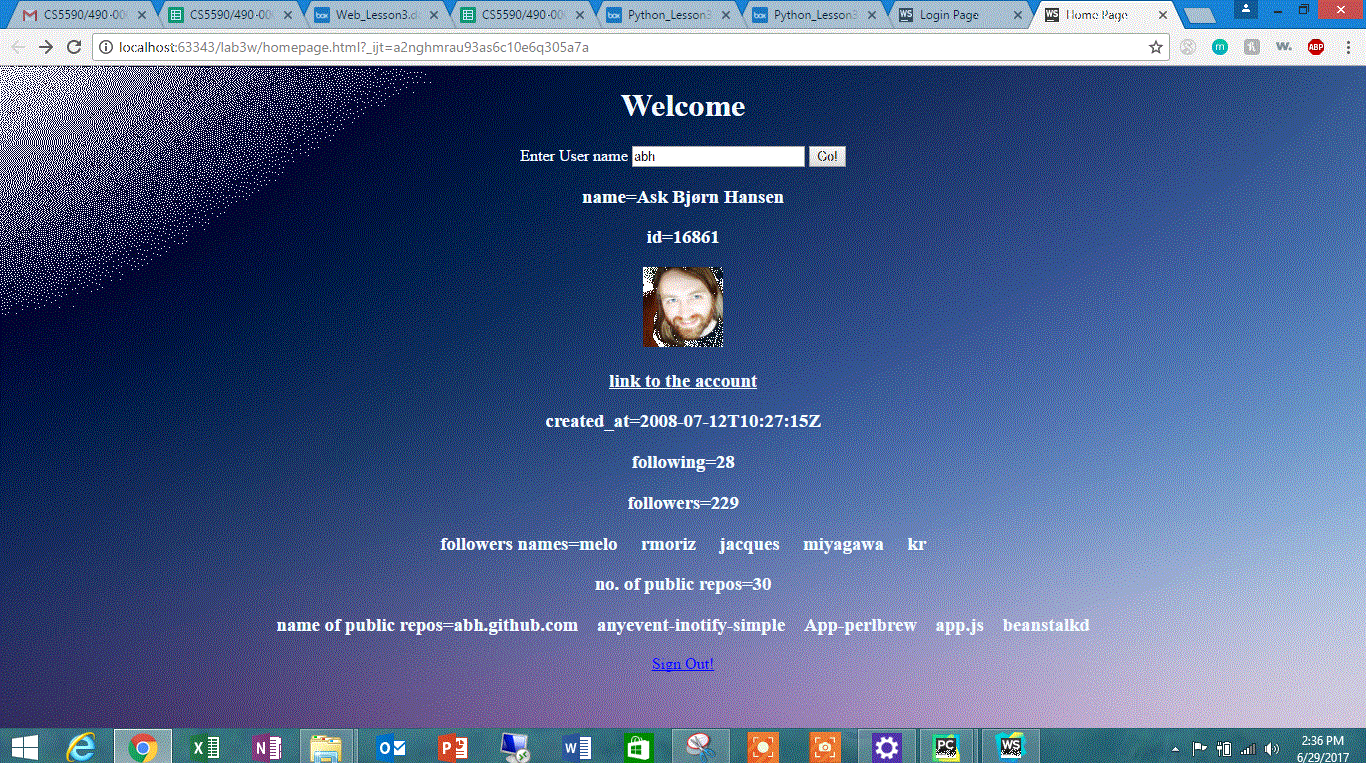 CS5590/490-00 CS5590/490-00 Web_Lesson3.d CS5590/490-00 Python_Lesson3 Python_Lesson3 Login Page Home Page
localhost:63343/lab3w/homepage.html?_ijt=a2nghmrau93as6c10e6q305a7a
Welcome
Enter User name abh Go!
name=Ask Bjørn Hansen
id=16861
link to the account
created_at=2008-07-12T10:27:15Z
following=28
followers=229
followers names=melo rmoriz jacques miyagawa kr
no. of public repos=30
name of public repos=abh.github.com anyevent-inotify-simple App-perlbrew app.js beanstalkd
Sign Out!
2:36 PM
6/29/2017